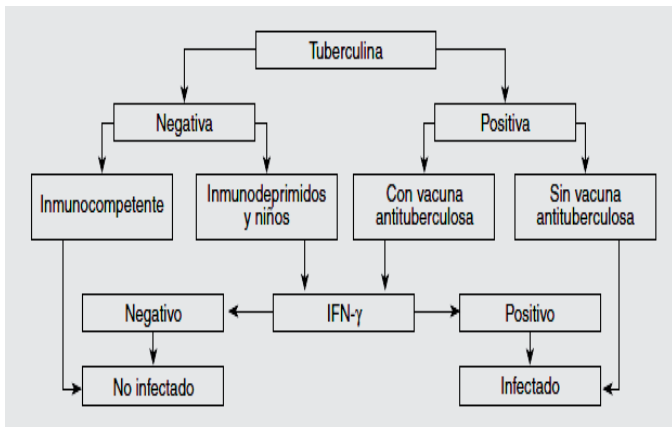 Tuberculina
Negativa
Positiva
Inmunocompetente
Inmunodeprimidos
y niños
Con vacuna
antituberculosa
Sin vacuna
antituberculosa
Negativo
IFN-γ
Positivo
No infectado
Infectado